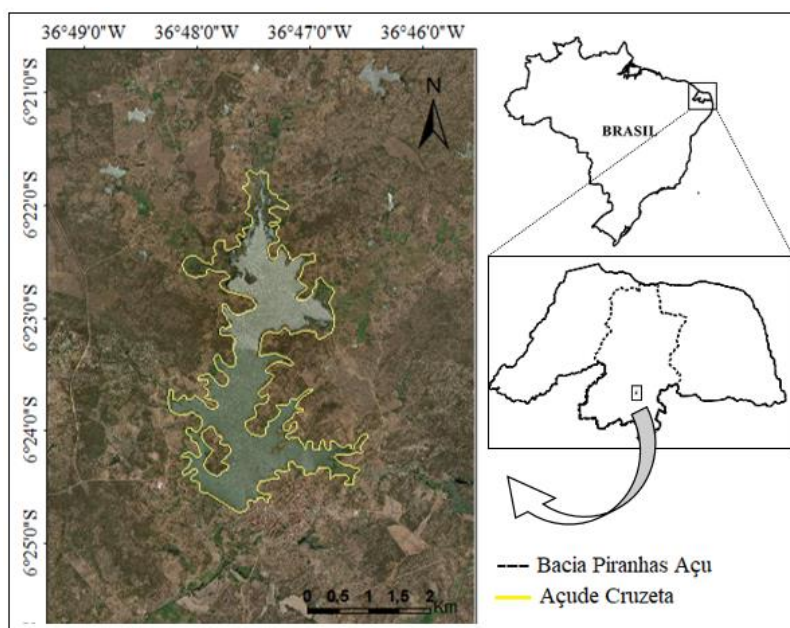 36°49'0"W 36°48'0"W 36°47'0"W 36°46'0"W
6°21'0"S
6°22'0"S
6°23'0"S
6°24'0"S
6°25'0"S
N
0 0,5 1 1,5 2
Km
BRASIL
Bacia Piranhas Açu
Açude Cruzeta